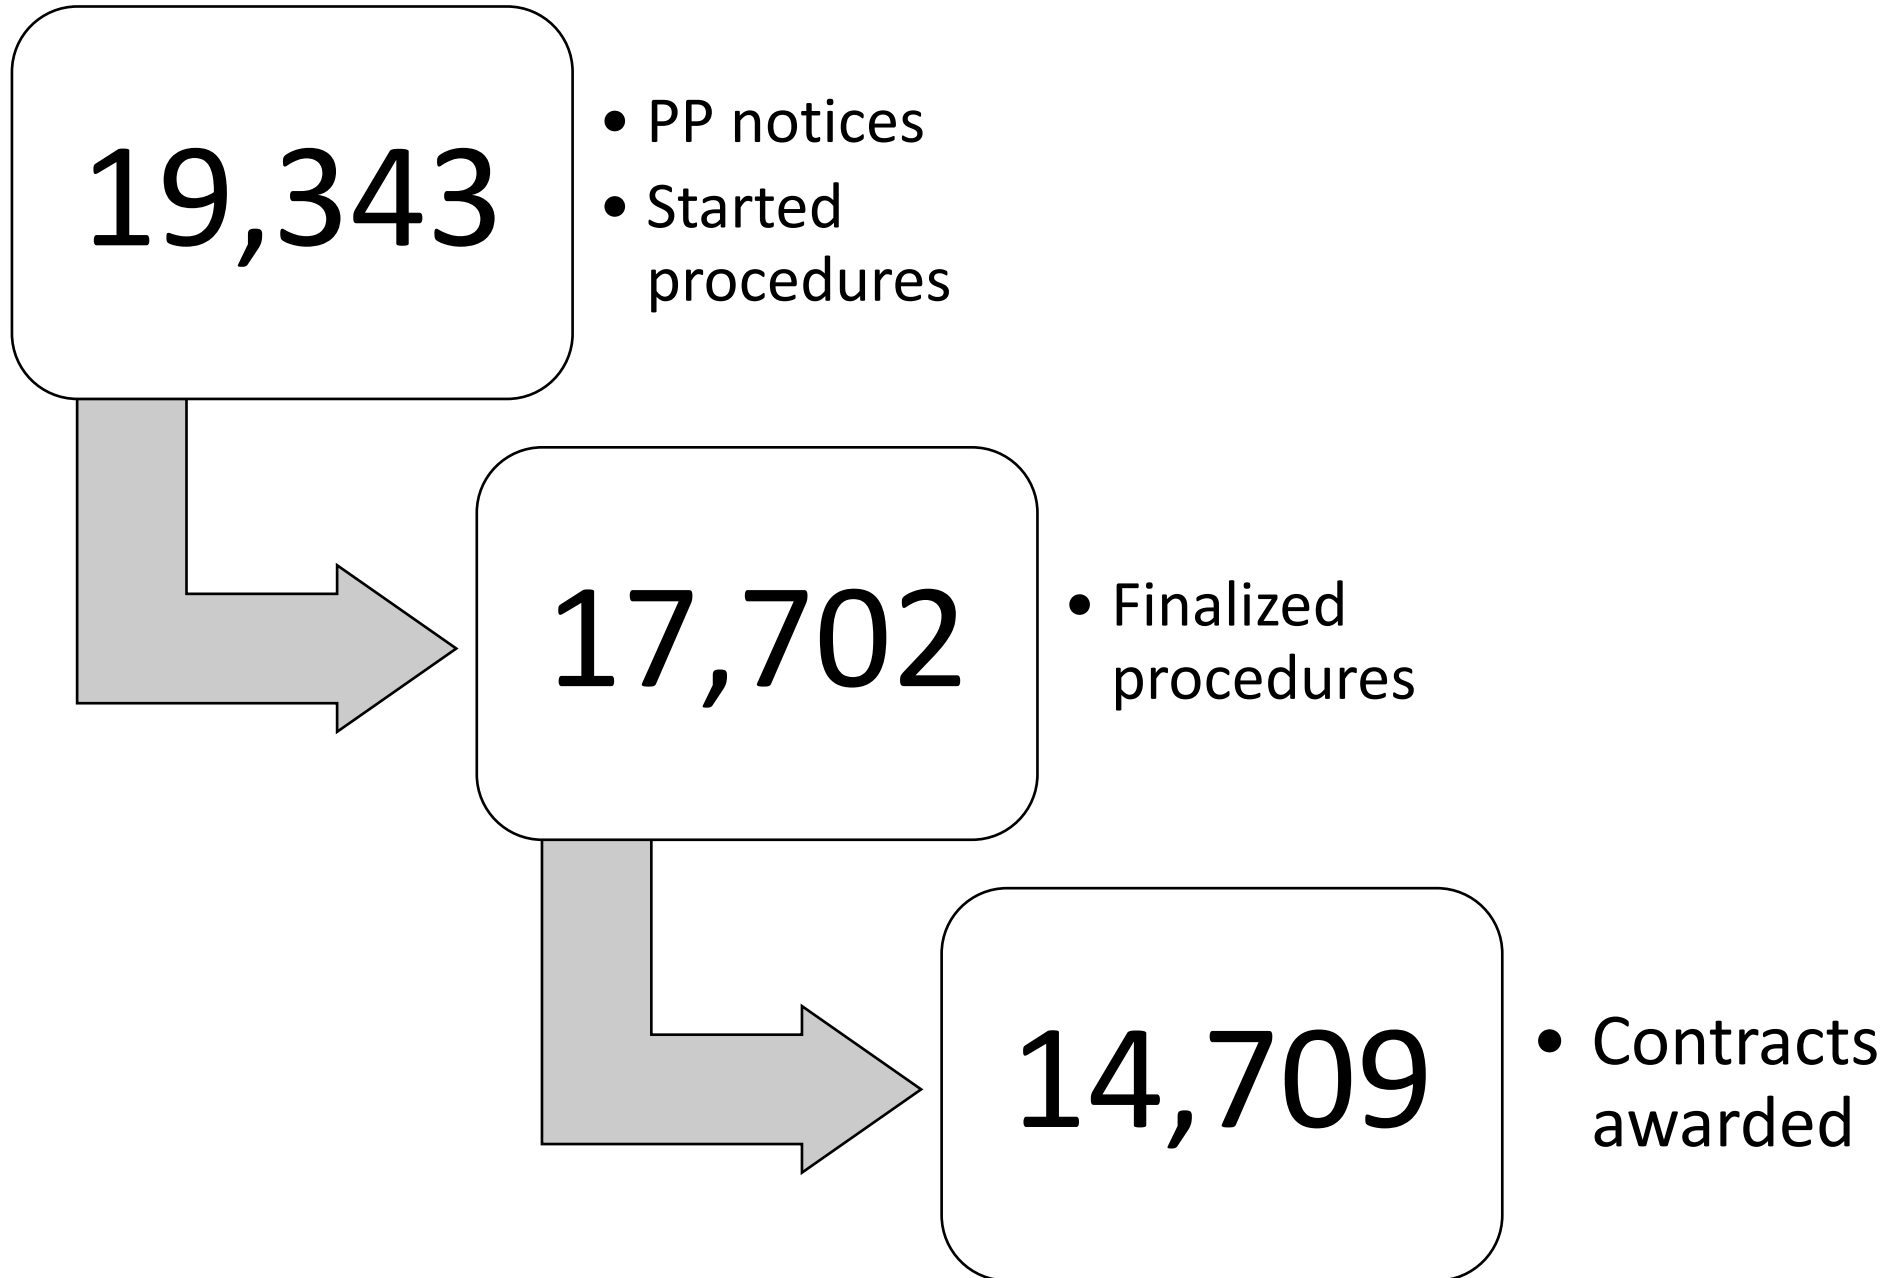 19,343
• PP notices
• Started
procedures
17,702
• Finalized
procedures
14,709
• Contracts
awarded